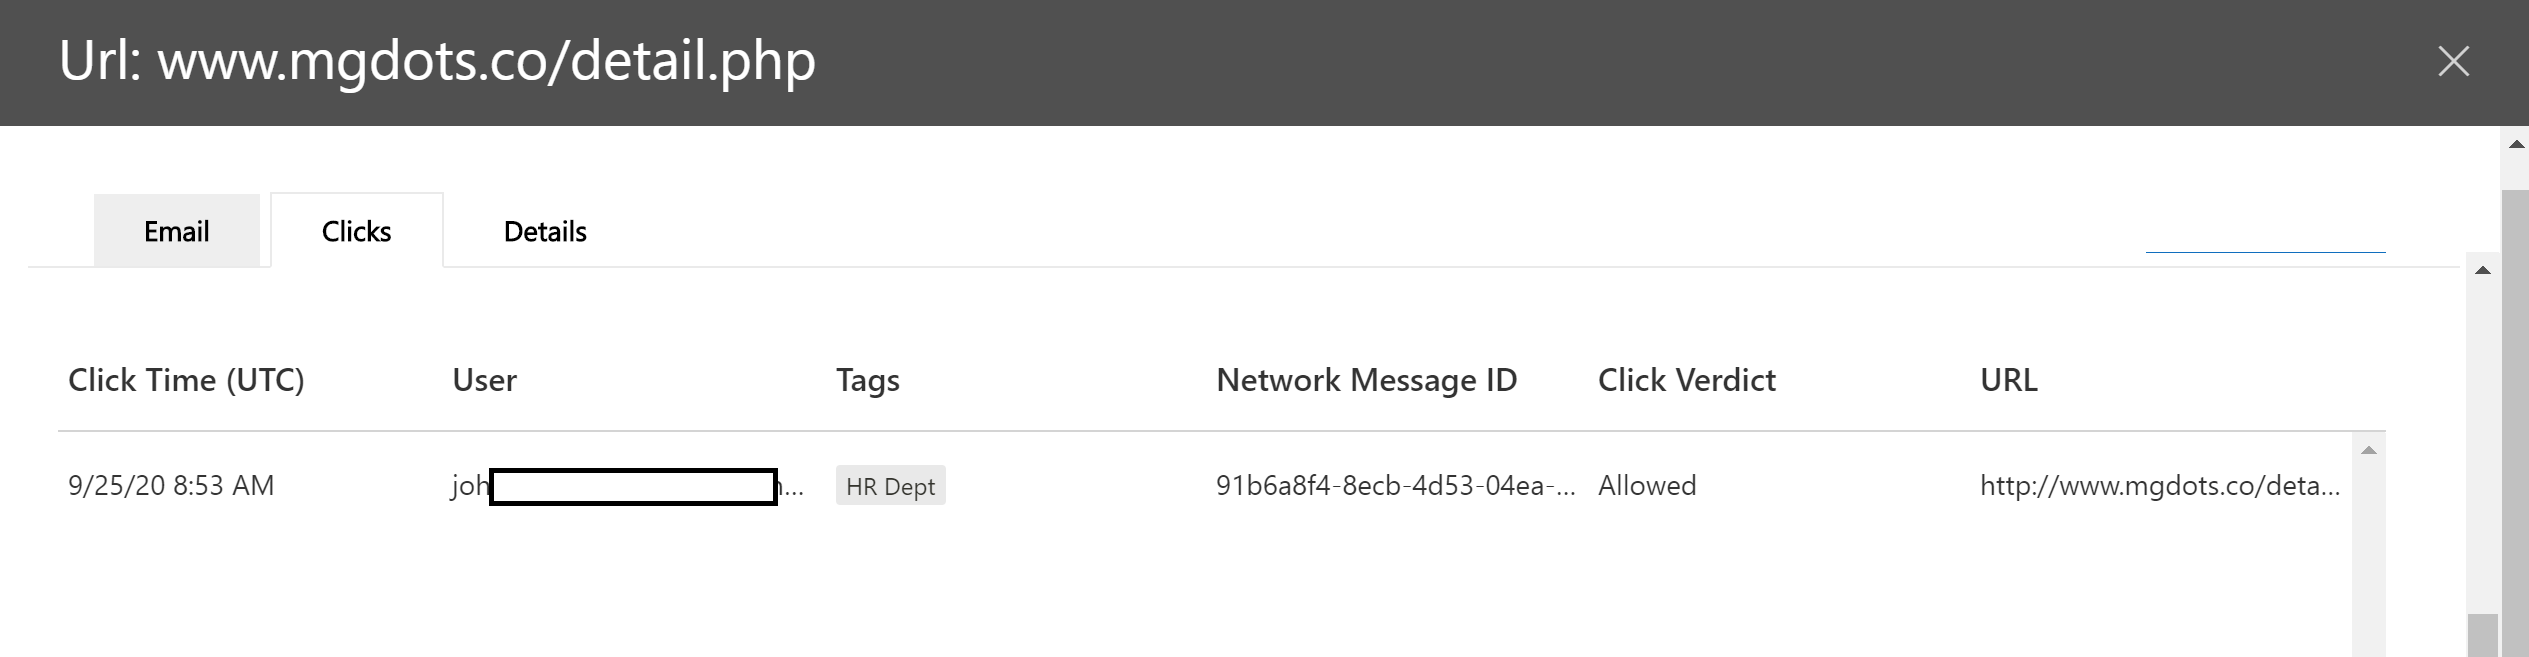 Url: www.mgdots.co/detail.php
Email Clicks Details
Click Time (UTC) User Tags Network Message ID Click Verdict URL
9/25/20 8:53 AM joh ... HR Dept 91b6a8f4-8ecb-4d53-04ea-... Allowed http://www.mgdots.co/deta...